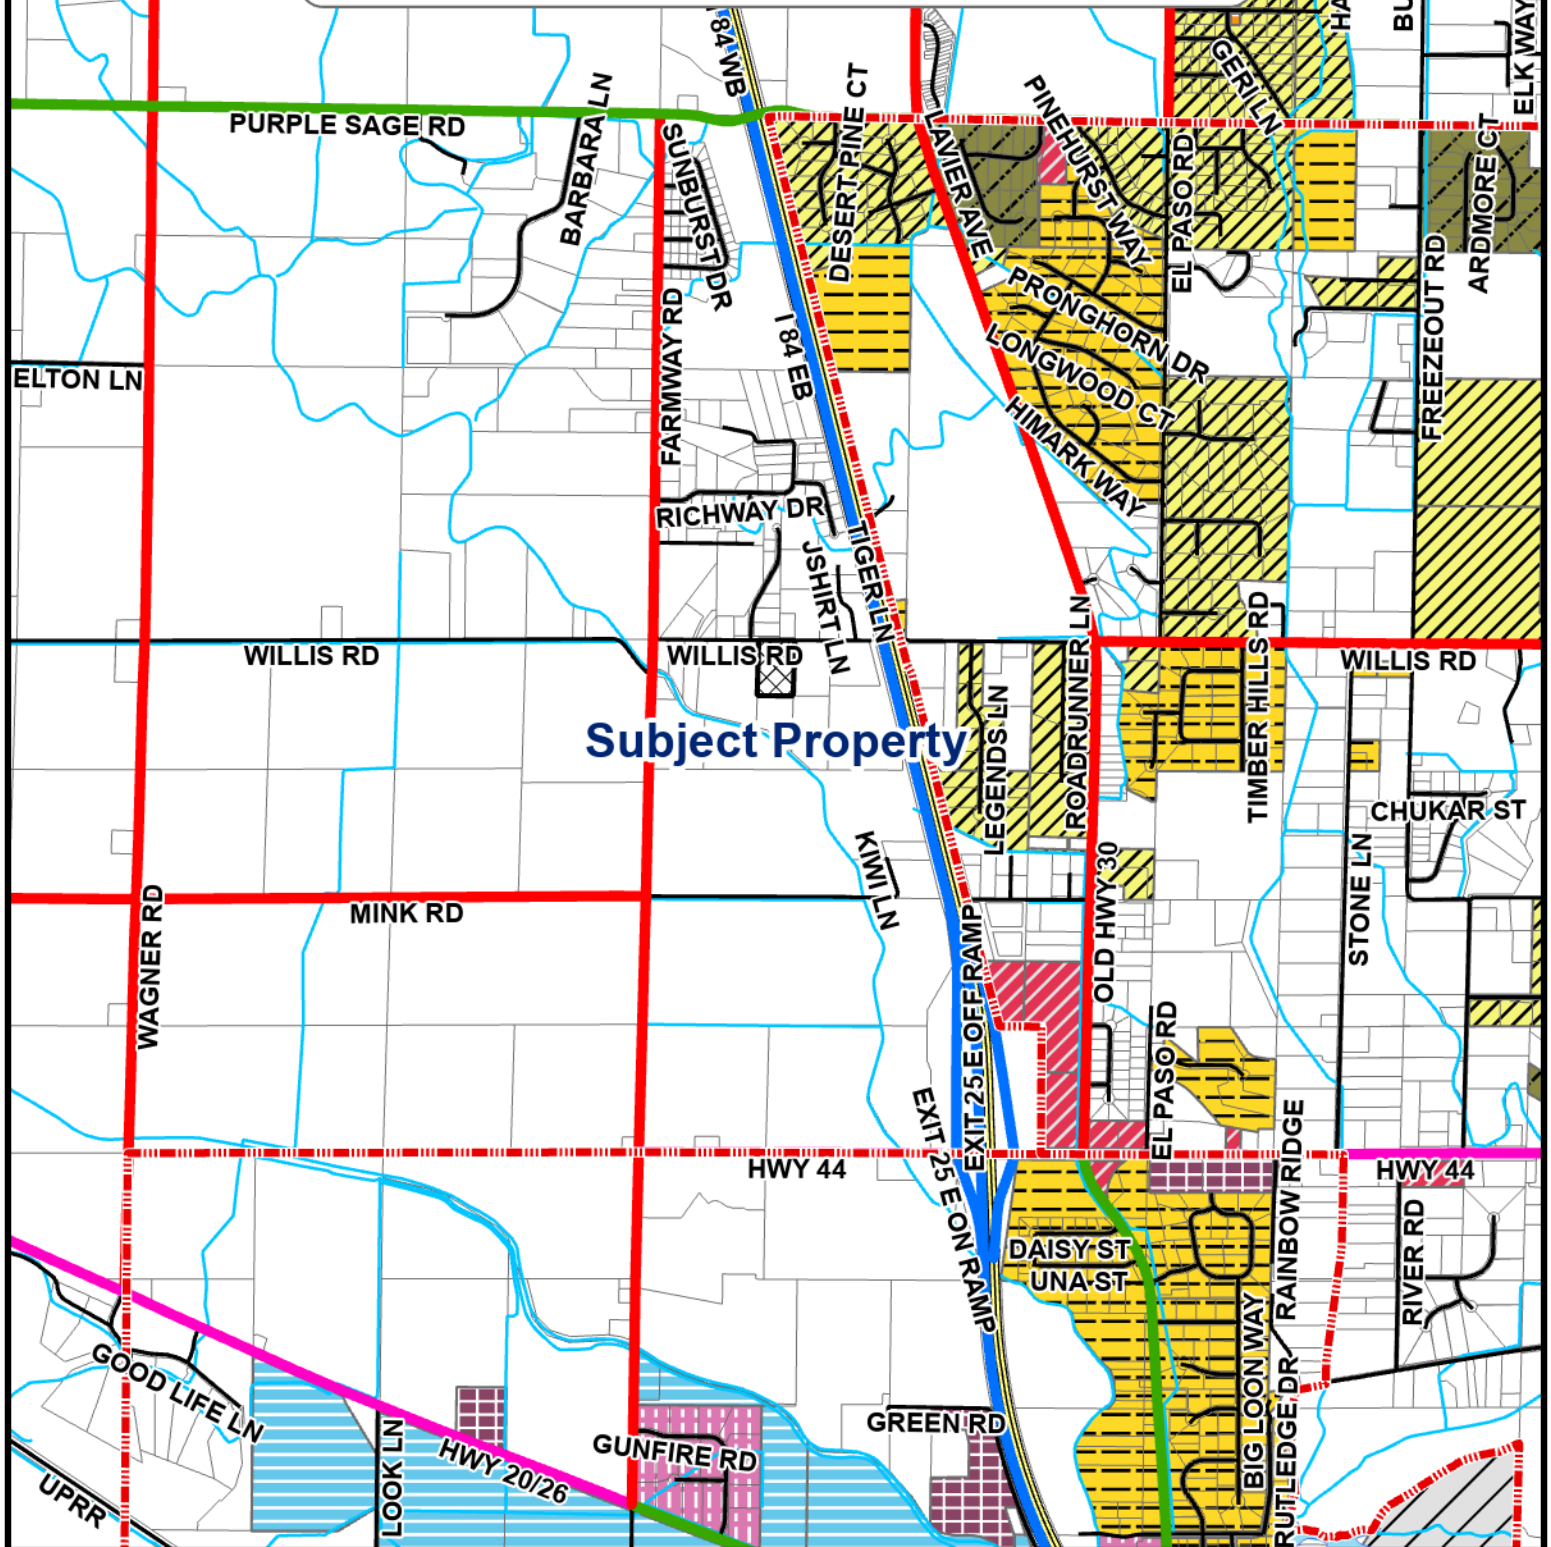 I 84 WB
GERI LN
HA
BU
ELK WAY
PURPLE SAGE RD
BARBARA LN
SUNBURST DR
DESERT PINE CT
LAVIER AVE
PINEHURST WAY
EL PASO RD
ARDMORE CT
FREEZEOUT RD
ELTON LN
FARMWAY RD
I 84 EB
PRONGHORN DR
LONGWOOD CT
HIMARK WAY
RICHWAY DR
JSHIRT LN
TIGER LN
WILLIS RD
WILLIS RD
ROADRUNNER LN
TIMBER HILLS RD
WILLIS RD
Subject Property
LEGENDS LN
CHUKAR ST
KIWI LN
OLD HWY 30
STONE LN
WAGNER RD
MINK RD
EXIT 25 E OFF RAMP
EL PASO RD
EXIT 25 E ON RAMP
HWY 44
HWY 44
RAINBOW RIDGE
RIVER RD
DAISY ST
UNA ST
GOOD LIFE LN
BIG LOON WAY
RUTLEDGE DR
GREEN RD
GUNFIRE RD
LOOK LN
HWY 20/26
UPRR